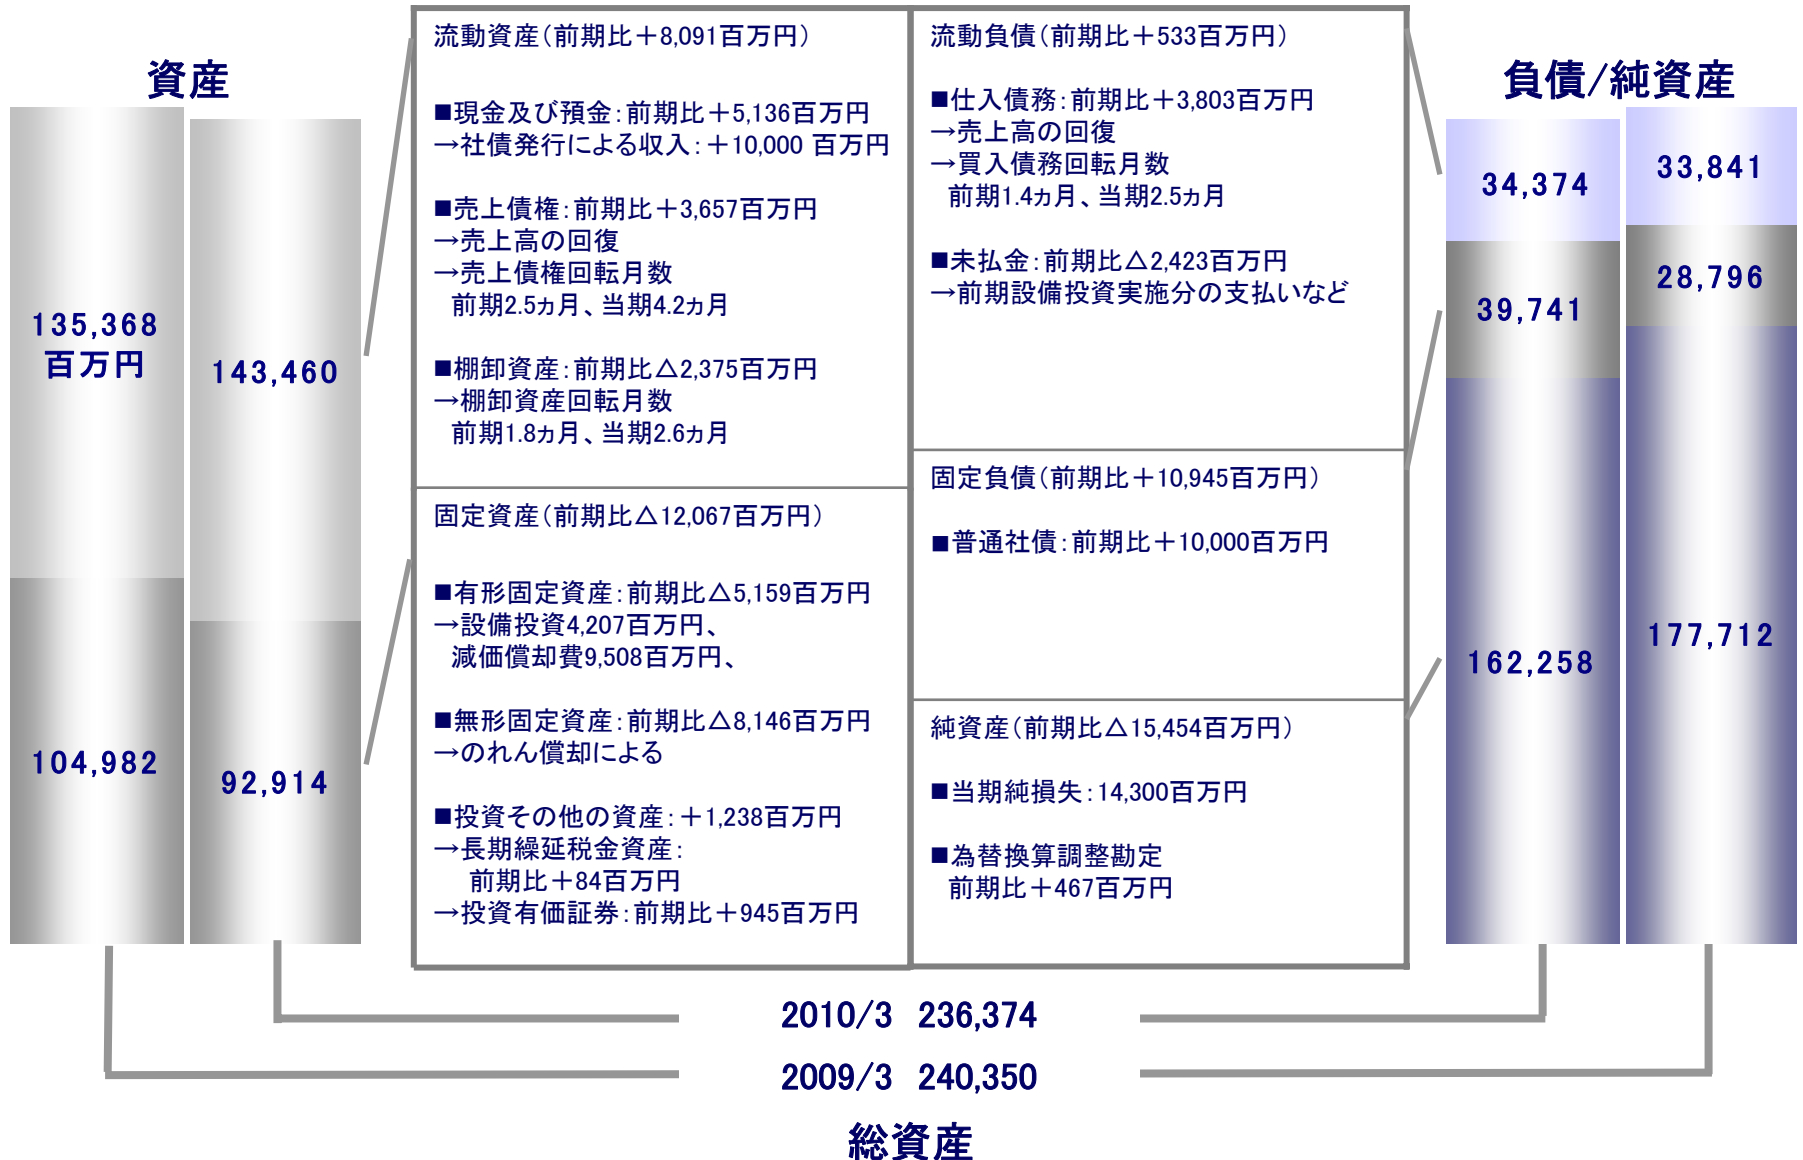 資産
135,368
百万円
104,982
143,460
92,914
流動資産（前期比＋8,091百万円）
■現金及び預金：前期比＋5,136百万円
→社債発行による収入：＋10,000 百万円
■売上債権：前期比＋3,657百万円
→売上高の回復
→売上債権回転月数
前期2.5ヵ月、当期4.2ヵ月
■棚卸資産：前期比△2,375百万円
→棚卸資産回転月数
前期1.8ヵ月、当期2.6ヵ月
固定資産（前期比△12,067百万円）
■有形固定資産：前期比△5,159百万円
→設備投資4,207百万円、
減価償却費9,508百万円、
■無形固定資産：前期比△8,146百万円
→のれん償却による
■投資その他の資産：＋1,238百万円
→長期繰延税金資産：
前期比＋84百万円
→投資有価証券：前期比＋945百万円
流動負債（前期比＋533百万円）
■仕入債務：前期比＋3,803百万円
→売上高の回復
→買入債務回転月数
前期1.4ヵ月、当期2.5ヵ月
■未払金：前期比△2,423百万円
→前期設備投資実施分の支払いなど
固定負債（前期比＋10,945百万円）
■普通社債：前期比＋10,000百万円
純資産（前期比△15,454百万円）
■当期純損失：14,300百万円
■為替換算調整勘定
前期比＋467百万円
負債/純資産
34,374
39,741
162,258
33,841
28,796
177,712
2010/3 236,374
2009/3 240,350
総資産